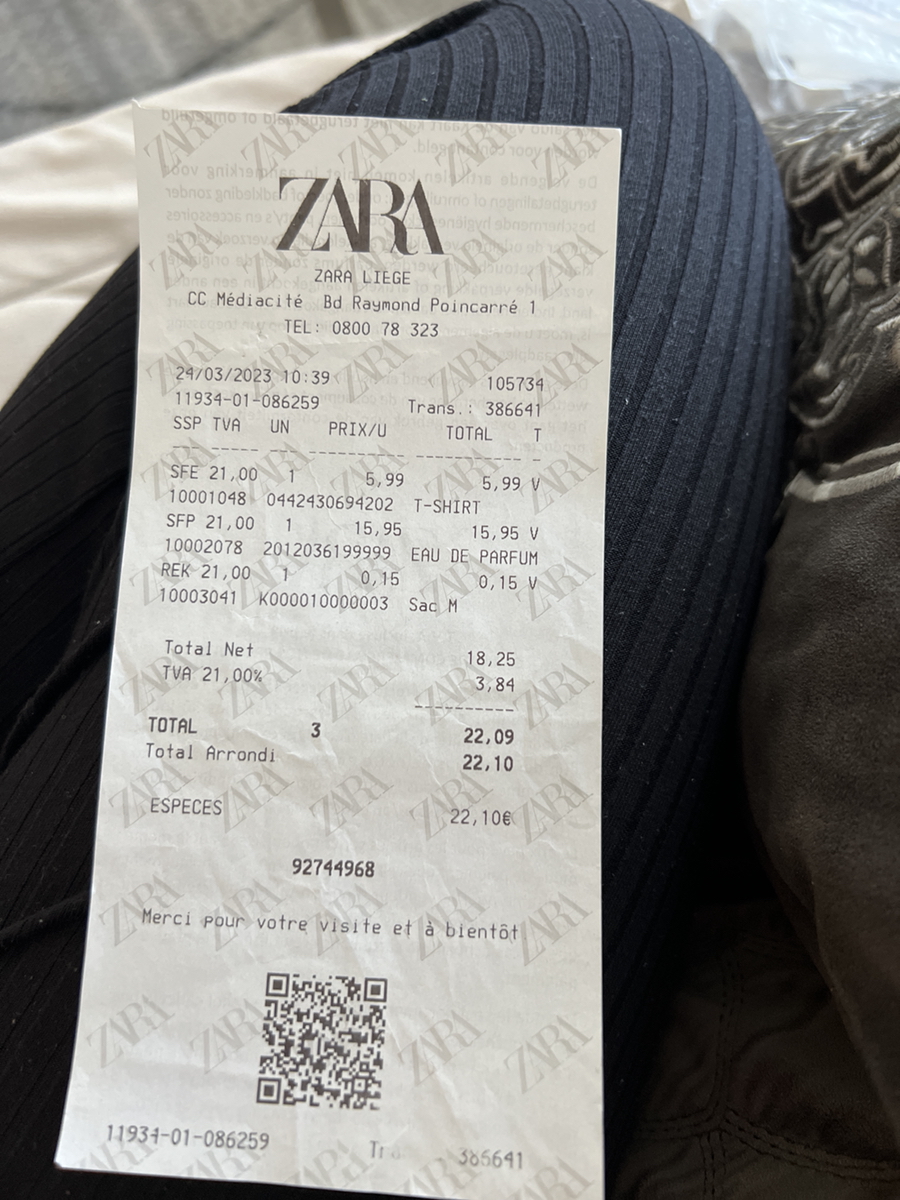 ZARA
ZARA LIEGE
CC Médiacité Bd Raymond Poincarré 1
TEL: 0800 78 323
24/03/2023 10:39 105734
11934-01-086259 Trans.: 386641
SSP TVA UN PRIX/U TOTAL T
SFE 21,00 1 5,99 5,99 V
10001048 0442430694202 T-SHIRT
SFP 21,00 1 15,95 15,95 V
10002078 2012036199999 EAU DE PARFUM
REK 21,00 1 0,15 0,15 V
10003041 K000010000003 Sac M
Total Net 18,25
TVA 21,00% 3,84
TOTAL 3 22,09
Total Arrondi 22,10
ESPECES 22,10€
92744968
Merci pour votre visite et à bientôt
11934-01-086259 386641